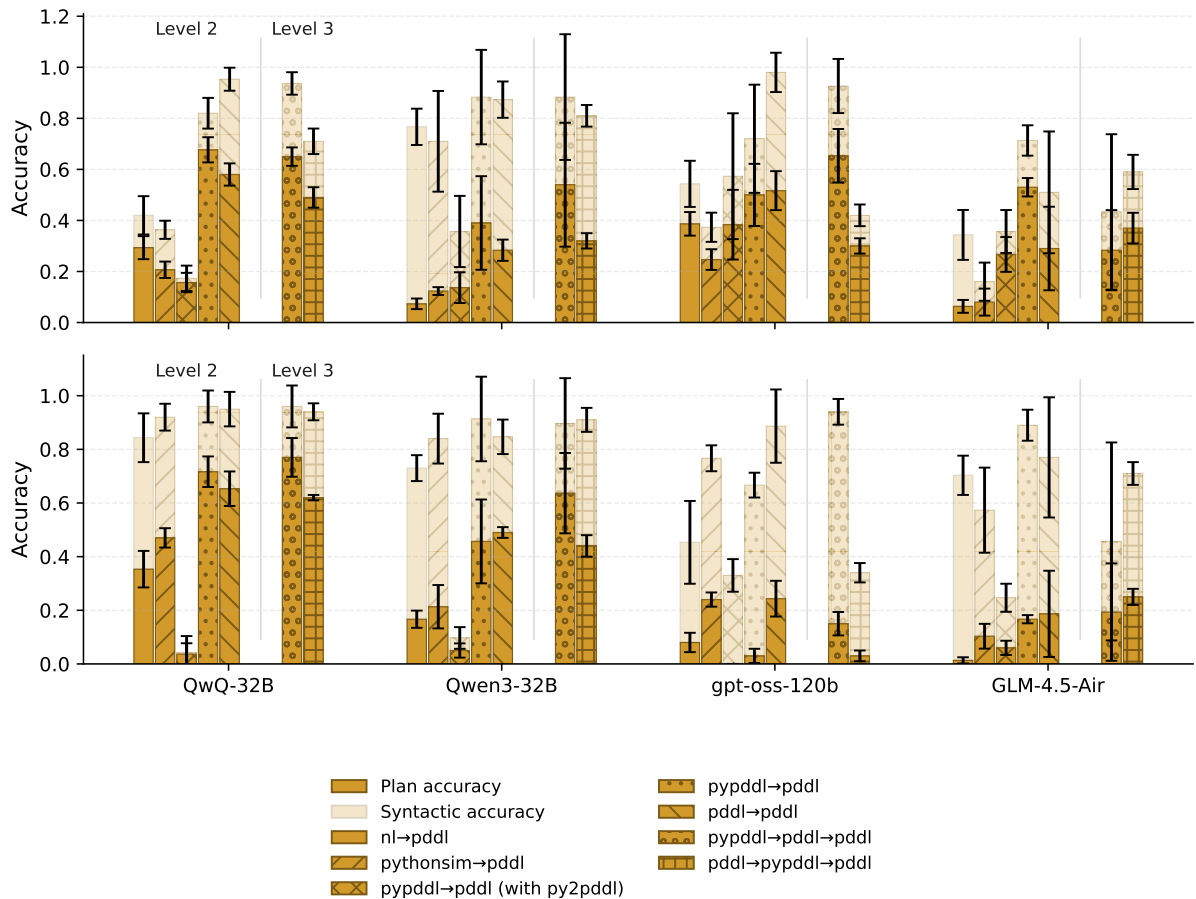 1.2
Level 2 Level 3
1.0
0.8
0.6
0.4
0.2
0.0
Accuracy
Level 2 Level 3
1.0
0.8
0.6
0.4
0.2
0.0
Accuracy
QwQ-32B Qwen3-32B gpt-oss-120b GLM-4.5-Air
Plan accuracy
Syntactic accuracy
nl→pddl
pythonsim→pddl
pypddl→pddl (with py2pddl)
pypddl→pddl
pddl→pddl
pypddl→pddl→pddl
pddl→pypddl→pddl